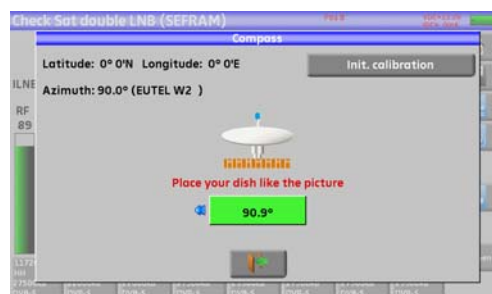 Check Sat double LNB (SEFRAM)
Compass
Latitude: 0° 0'N Longitude: 0° 0'E
Init. calibration
Azimuth: 90.0° (EUTEL W2 )
ILNB
RF
89
Place your dish like the picture
90.9°